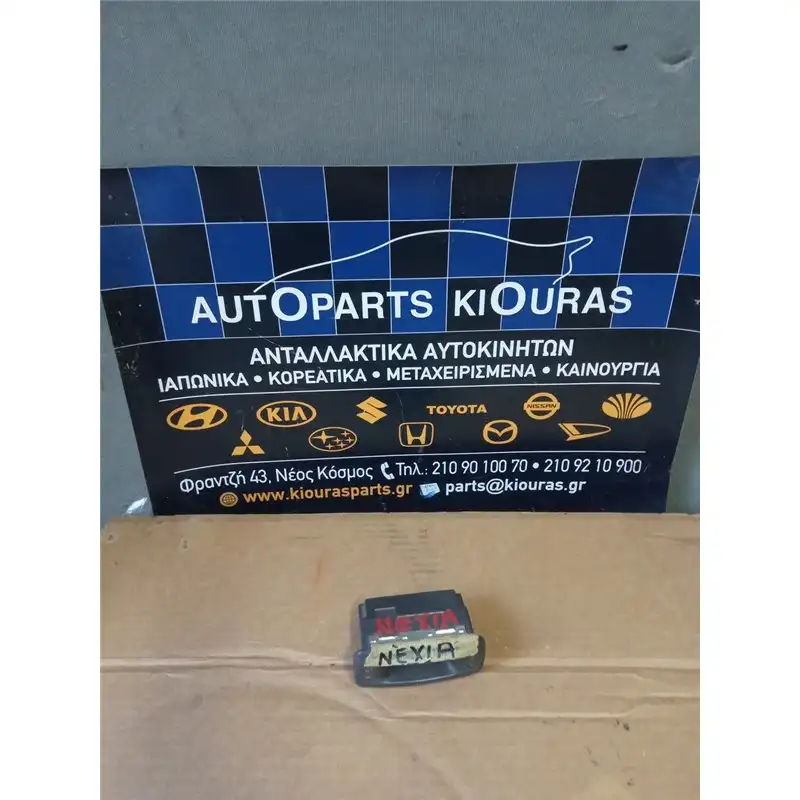 AUTOPARTS KIOURAS
ΑΝΤΑΛΛΑΚΤΙΚΑ ΑΥΤΟΚΙΝΗΤΩΝ
ΙΑΠΩΝΙΚΑ • ΚΟΡΕΑΤΙΚΑ • ΜΕΤΑΧΕΙΡΙΣΜΕΝΑ • ΚΑΙΝΟΥΡΓΙΑ
KIA TOYOTA NISSAN
Φραντζή 43, Νέος Κόσμος Τηλ.: 210 90 100 70 • 210 92 10 900
www.kiourasparts.gr parts@kiouras.gr
NEXIA
NEXIA